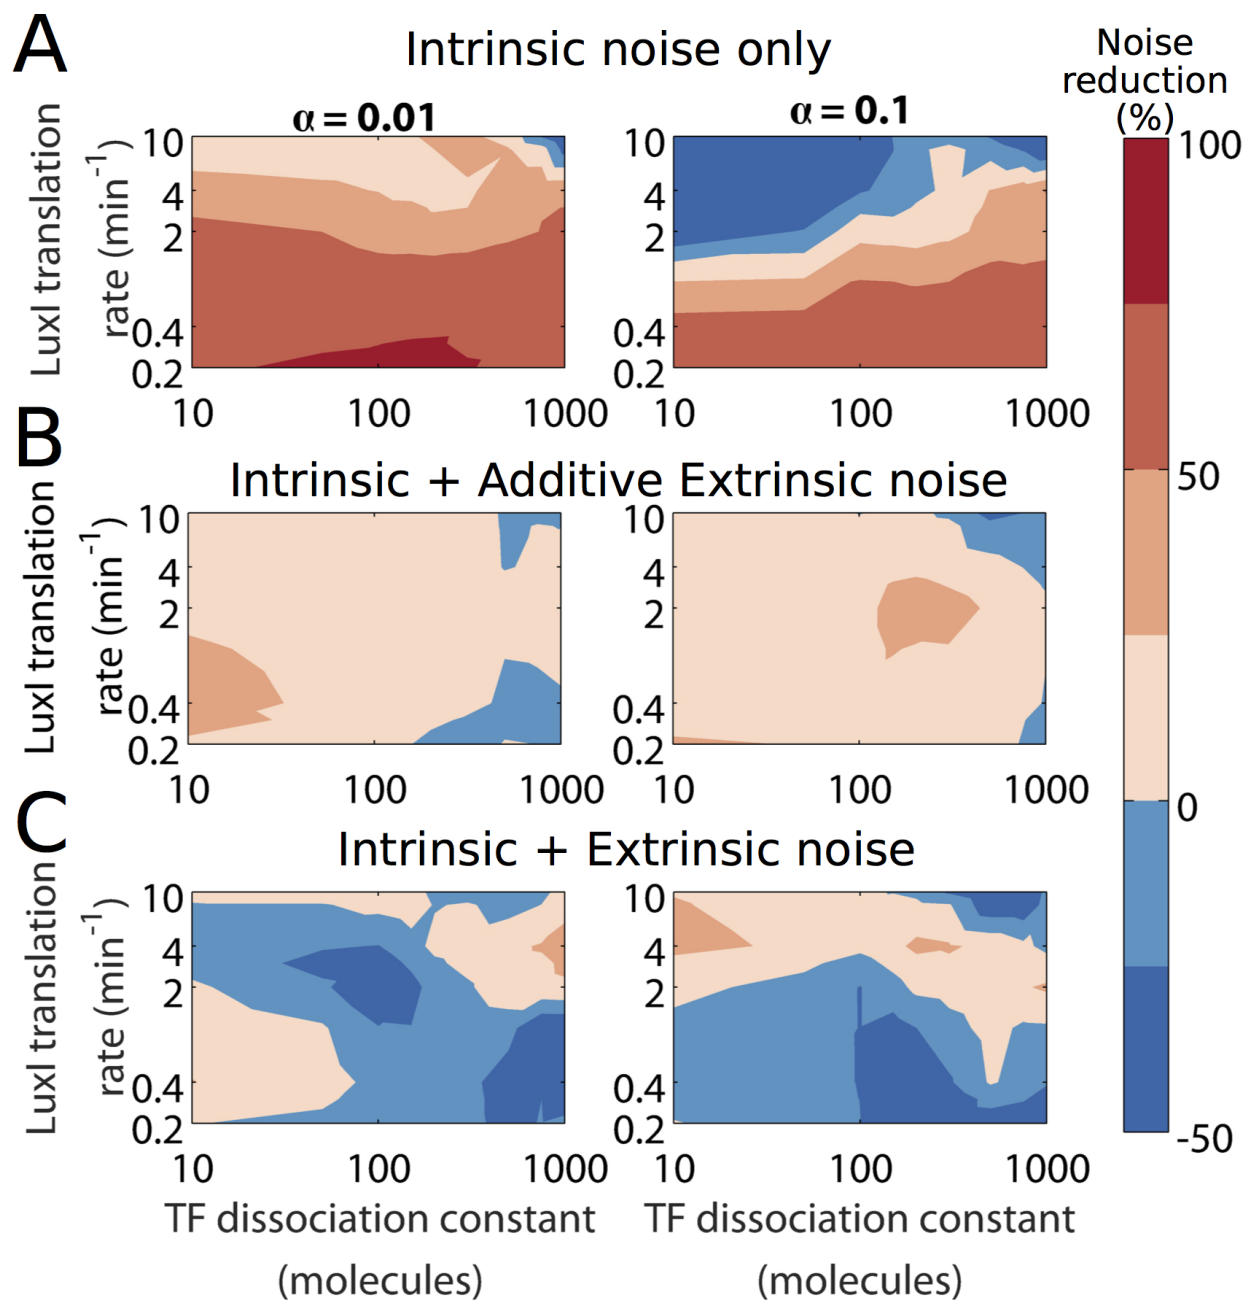 A
Intrinsic noise only
Noise
reduction
(%)
α = 0.01
α = 0.1
LuxI translation
rate (min⁻¹)
10
4
2
0.4
0.2
10
100
1000
10
4
2
0.4
0.2
10
100
1000
100
50
0
-50
B
Intrinsic + Additive Extrinsic noise
LuxI translation
rate (min⁻¹)
10
4
2
0.4
0.2
10
100
1000
10
4
2
0.4
0.2
10
100
1000
C
Intrinsic + Extrinsic noise
LuxI translation
rate (min⁻¹)
10
4
2
0.4
0.2
10
100
1000
10
4
2
0.4
0.2
10
100
1000
TF dissociation constant
(molecules)
TF dissociation constant
(molecules)